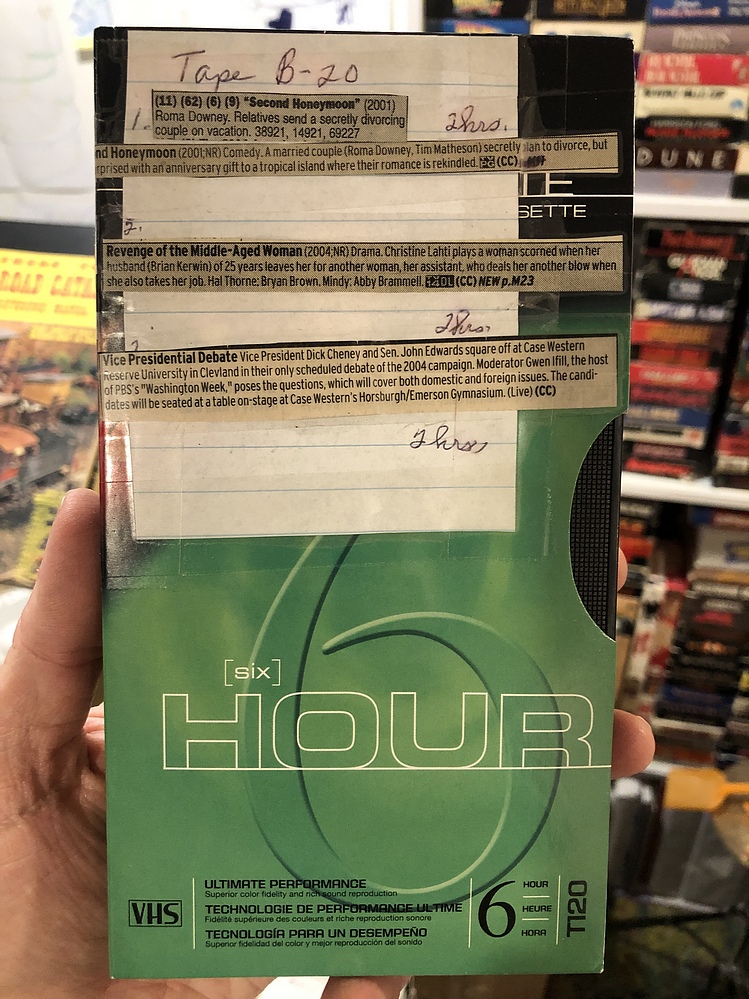 Tape B-20
(11) (62) (6) (9) "Second Honeymoon" (2001)
Roma Downey. Relatives send a secretly divorcing
couple on vacation. 38921, 14921, 69227
1.
2hrs.
nd Honeymoon (2001;NR) Comedy. A married couple (Roma Downey, Tim Matheson) secretly plan to divorce, but
prised with an anniversary gift to a tropical island where their romance is rekindled. (CC)
SETTE
2.
Revenge of the Middle-Aged Woman (2004;NR) Drama. Christine Lahti plays a woman scorned when her
husband (Brian Kerwin) of 25 years leaves her for another woman, her assistant, who deals her another blow when
she also takes her job. Hal Thorne: Bryan Brown. Mindy: Abby Brammell. (CC) NEW p.M23
2hrs.
Vice Presidential Debate Vice President Dick Cheney and Sen. John Edwards square off at Case Western
Reserve University in Clevland in their only scheduled debate of the 2004 campaign. Moderator Gwen Ifill, the host
of PBS's "Washington Week," poses the questions, which will cover both domestic and foreign issues. The candi-
dates will be seated at a table on-stage at Case Western's Horsburgh/Emerson Gymnasium. (Live) (CC)
2hrs.
[six]
HOUR
6
VHS
ULTIMATE PERFORMANCE
Superior color fidelity and rich sound reproduction
TECHNOLOGIE DE PERFORMANCE ULTIME
Fidélité supérieure des couleurs et riche reproduction sonore
TECNOLOGÍA PARA UN DESEMPEÑO
Superior fidelidad del color y mejor reproducción del sonido
6
HOUR
HEURE
HORA
T120
DUNE